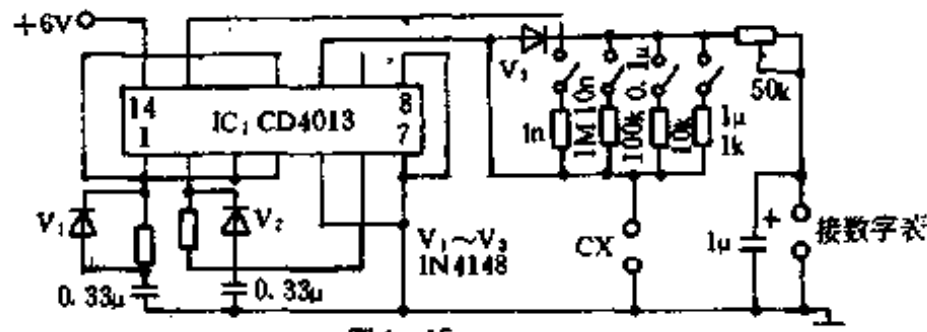 +6V
14
1
IC₁ CD4013
8
7
V₃
1n
1M 10n
100k 0.1μ
10k
1μ
1k
50k
V₁
V₂
0.33μ
0.33μ
V₁～V₃
1N4148
CX
1μ
+
接数字表